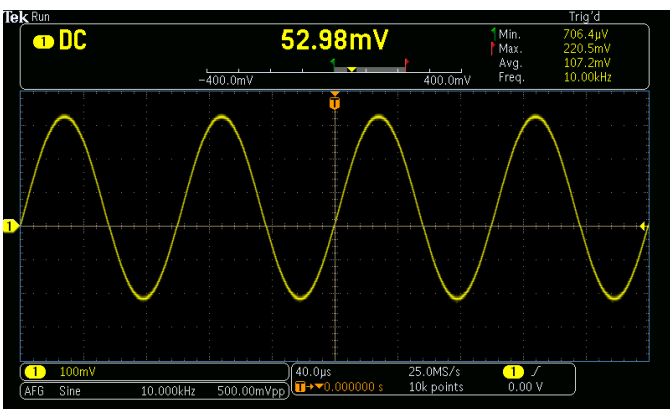 Tek Run Trig'd
1 DC 52.98mV
Min. 706.4µV
Max. 220.5mV
Avg. 107.2mV
Freq. 10.00kHz
-400.0mV 400.0mV
T
1
1 100mV
AFG Sine 10.000kHz 500.00mVpp
40.0µs 25.0MS/s
T→▼0.000000 s 10k points
1 ∫
0.00 V